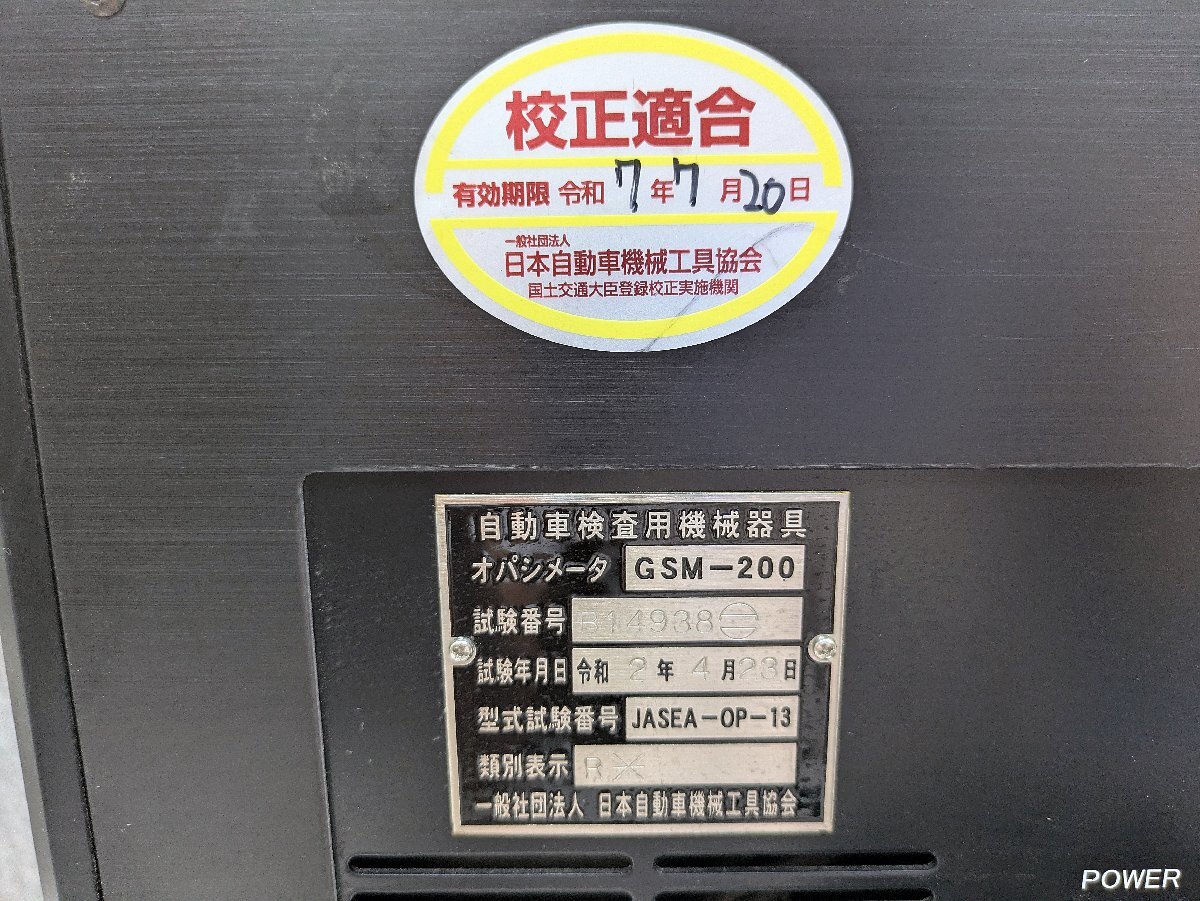 校正適合
有効期限 令和 7 年 7 月 20 日
一般社団法人
日本自動車機械工具協会
国土交通大臣登録校正実施機関
自動車検査用機械器具
オパシメータ GSM-200
試験番号 B14938
試験年月日 令和 2 年 4 月 23 日
型式試験番号 JASEA-OP-13
類別表示 R
一般社団法人 日本自動車機械工具協会
POWER